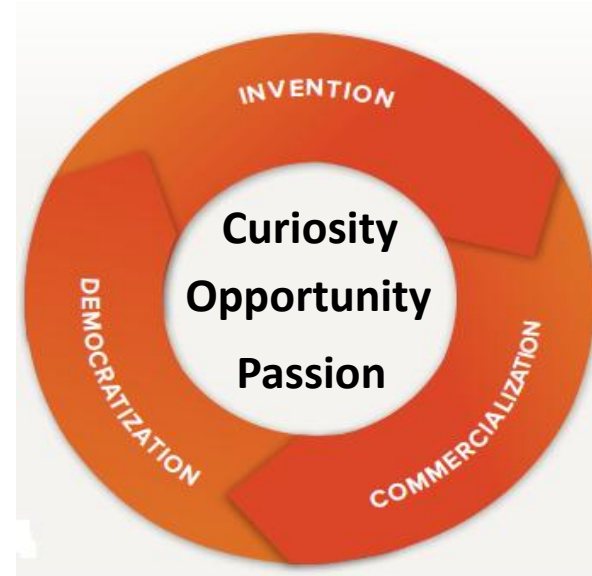 INVENTION
Curiosity
Opportunity
Passion
DEMOCRATIZATION
COMMERCIALIZATION